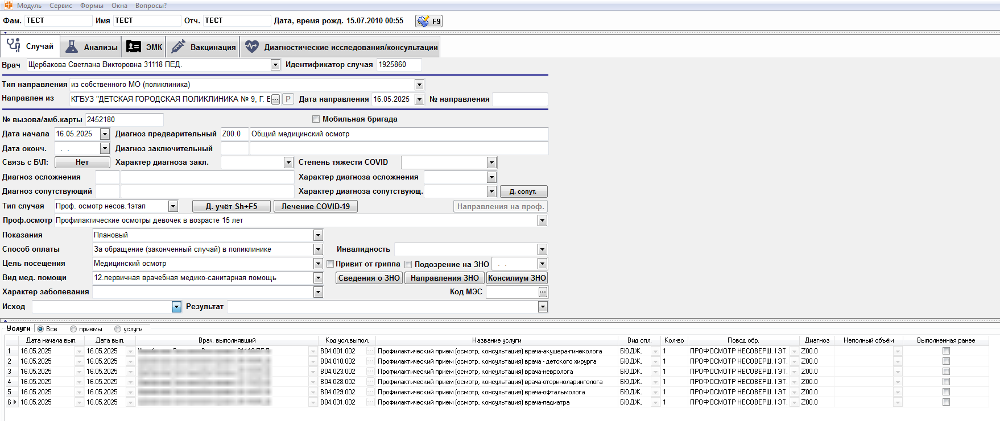 Модуль Сервис Формы Окна Вопросы?
Фам. ТЕСТ Имя ТЕСТ Отч. ТЕСТ Дата, время рожд. 15.07.2010 00:55 F9
Случай Анализы ЭМК Вакцинация Диагностические исследования/консультации
Врач Щербакова Светлана Викторовна 31118 ПЕД. Идентификатор случая 1925860
Тип направления из собственного МО (поликлиника)
Направлен из КГБУЗ "ДЕТСКАЯ ГОРОДСКАЯ ПОЛИКЛИНИКА № 9, Г. Б ... Р Дата направления 16.05.2025 № направления
№ вызова/амб.карты 2452180 Мобильная бригада
Дата начала 16.05.2025 Диагноз предварительный Z00.0 Общий медицинский осмотр
Дата оконч. . . Диагноз заключительный
Связь с Б\Л: Нет Характер диагноза закл. Степень тяжести COVID
Диагноз осложнения Характер диагноза осложнения
Диагноз сопутствующий Характер диагноза сопутствующ. Д. сопут.
Тип случая Проф. осмотр несов.1этап Д. учёт Sh+F5 Лечение COVID-19 Направления на проф.
Проф.осмотр Профилактические осмотры девочек в возрасте 15 лет
Показания Плановый
Способ оплаты За обращение (законченный случай) в поликлинике Инвалидность
Цель посещения Медицинский осмотр Привит от гриппа Подозрение на ЗНО . .
Вид мед. помощи 12.первичная врачебная медико-санитарная помощь Сведения о ЗНО Направления ЗНО Консилиум ЗНО
Характер заболевания Код МЭС ...
Исход Результат
Услуги Все приемы услуги
Дата начала вып. Дата вып. Врач. выполнявший Код усл.выпол. Название услуги Вид опл. Кол-во Повод обр. Диагноз Неполный объём Выполненная ранее
1 16.05.2025 16.05.2025 B04.001.002 ... Профилактический прием (осмотр, консультация) врача-акушера-гинеколога БЮДЖ. 1 ПРОФОСМОТР НЕСОВЕРШ. I ЭТ. Z00.0
2 16.05.2025 16.05.2025 B04.010.002 ... Профилактический прием (осмотр, консультация) врача - детского хирурга БЮДЖ. 1 ПРОФОСМОТР НЕСОВЕРШ. I ЭТ. Z00.0
3 16.05.2025 16.05.2025 B04.023.002 ... Профилактический прием (осмотр, консультация) врача-невролога БЮДЖ. 1 ПРОФОСМОТР НЕСОВЕРШ. I ЭТ. Z00.0
4 16.05.2025 16.05.2025 B04.028.002 ... Профилактический прием (осмотр, консультация) врача-оториноларинголога БЮДЖ. 1 ПРОФОСМОТР НЕСОВЕРШ. I ЭТ. Z00.0
5 16.05.2025 16.05.2025 B04.029.002 ... Профилактический прием (осмотр, консультация) врача-офтальмолога БЮДЖ. 1 ПРОФОСМОТР НЕСОВЕРШ. I ЭТ. Z00.0
6 16.05.2025 16.05.2025 B04.031.002 ... Профилактический прием (осмотр, консультация) врача-педиатра БЮДЖ. 1 ПРОФОСМОТР НЕСОВЕРШ. I ЭТ. Z00.0